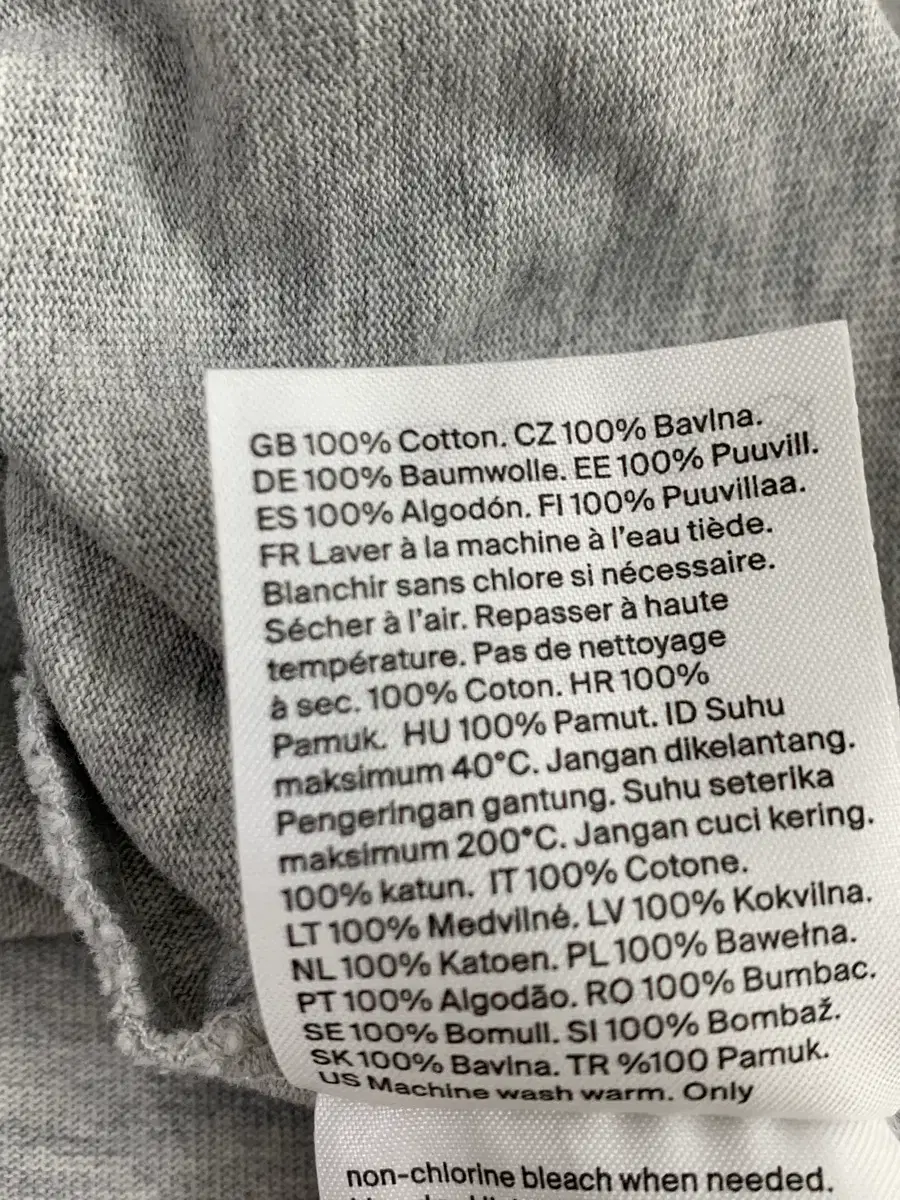 GB 100% Cotton. CZ 100% Bavlna.
DE 100% Baumwolle. EE 100% Puuvill.
ES 100% Algodón. FI 100% Puuvillaa.
FR Laver à la machine à l'eau tiède.
Blanchir sans chlore si nécessaire.
Sécher à l'air. Repasser à haute
température. Pas de nettoyage
à sec. 100% Coton. HR 100%
Pamuk. HU 100% Pamut. ID Suhu
maksimum 40°C. Jangan dikelantang.
Pengeringan gantung. Suhu seterika
maksimum 200°C. Jangan cuci kering.
100% katun. IT 100% Cotone.
LT 100% Medvilnė. LV 100% Kokvilna.
NL 100% Katoen. PL 100% Bawełna.
PT 100% Algodão. RO 100% Bumbac.
SE 100% Bomull. SI 100% Bombaž.
SK 100% Bavlna. TR %100 Pamuk.
US Machine wash warm. Only
non-chlorine bleach when needed.